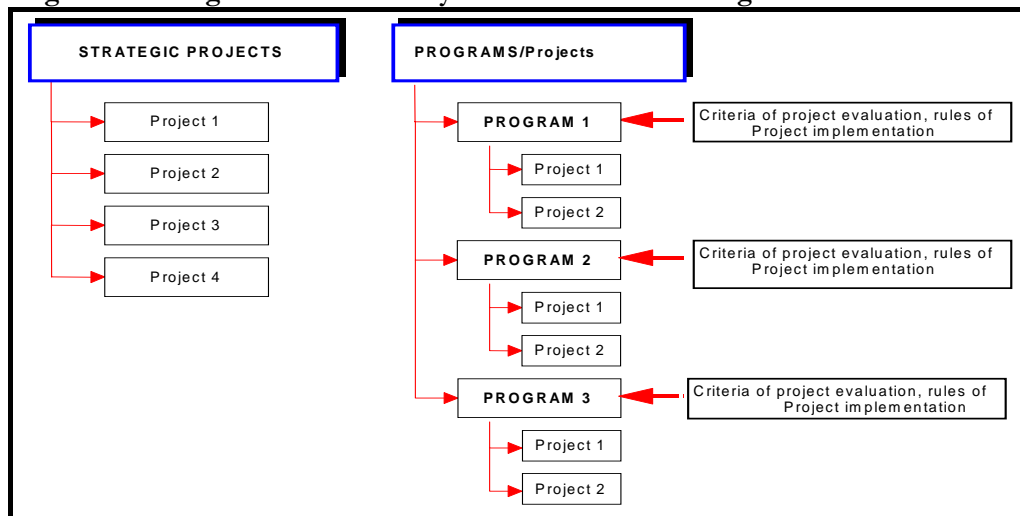 STRATEGIC PROJECTS
Project 1
Project 2
Project 3
Project 4
PROGRAMS/Projects
PROGRAM 1
Criteria of project evaluation, rules of
Project implementation
Project 1
Project 2
PROGRAM 2
Criteria of project evaluation, rules of
Project implementation
Project 1
Project 2
PROGRAM 3
Criteria of project evaluation, rules of
Project implementation
Project 1
Project 2